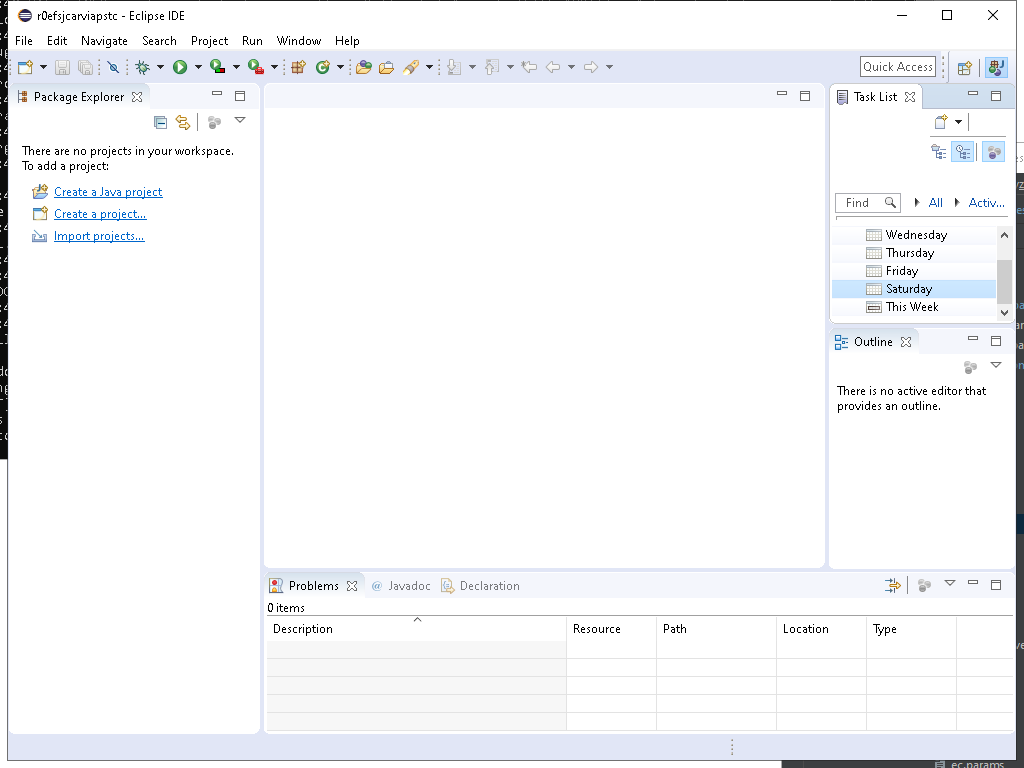 r0efsjcarviapstc - Eclipse IDE
File Edit Navigate Search Project Run Window Help
Quick Access
Package Explorer
There are no projects in your workspace.
To add a project:
Create a Java project
Create a project...
Import projects...
Task List
Find All Activ...
Wednesday
Thursday
Friday
Saturday
This Week
Outline
There is no active editor that
provides an outline.
Problems @ Javadoc Declaration
0 items
Description Resource Path Location Type
ec.params